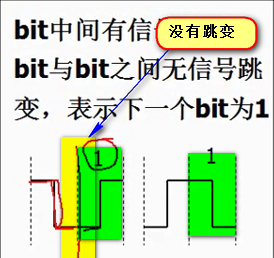 bit中间有信
没有跳变
bit与bit之间无信号跳
变，表示下一个bit为1
1
1